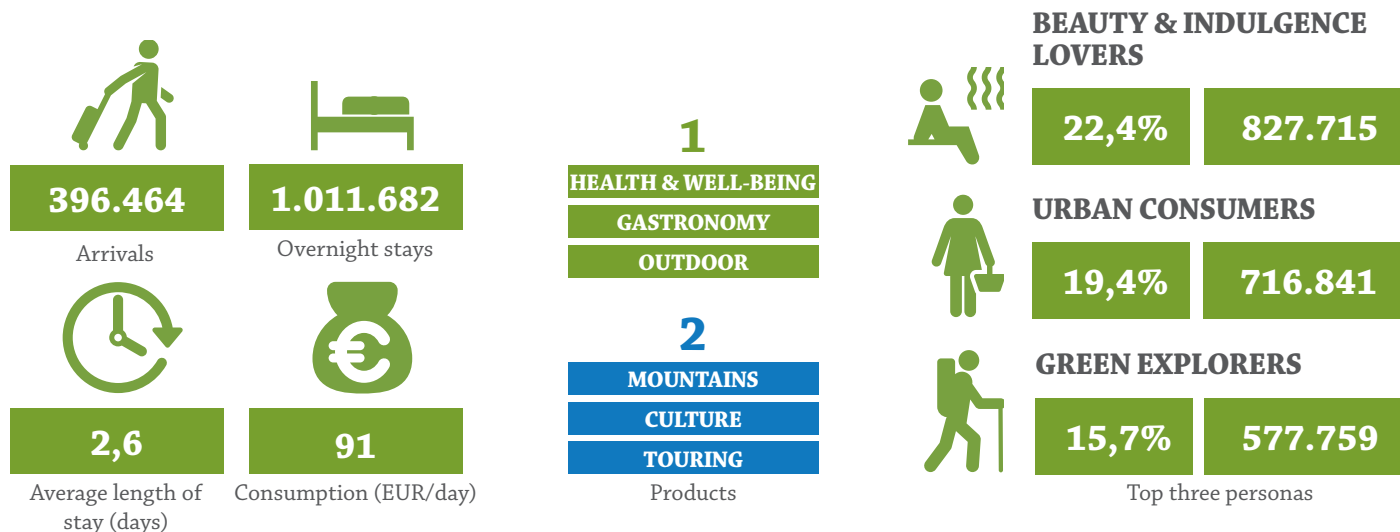 396.464
Arrivals
1.011.682
Overnight stays
2,6
Average length of
stay (days)
91
Consumption (EUR/day)
1
HEALTH & WELL-BEING
GASTRONOMY
OUTDOOR
2
MOUNTAINS
CULTURE
TOURING
Products
BEAUTY & INDULGENCE
LOVERS
22,4%
827.715
URBAN CONSUMERS
19,4%
716.841
GREEN EXPLORERS
15,7%
577.759
Top three personas